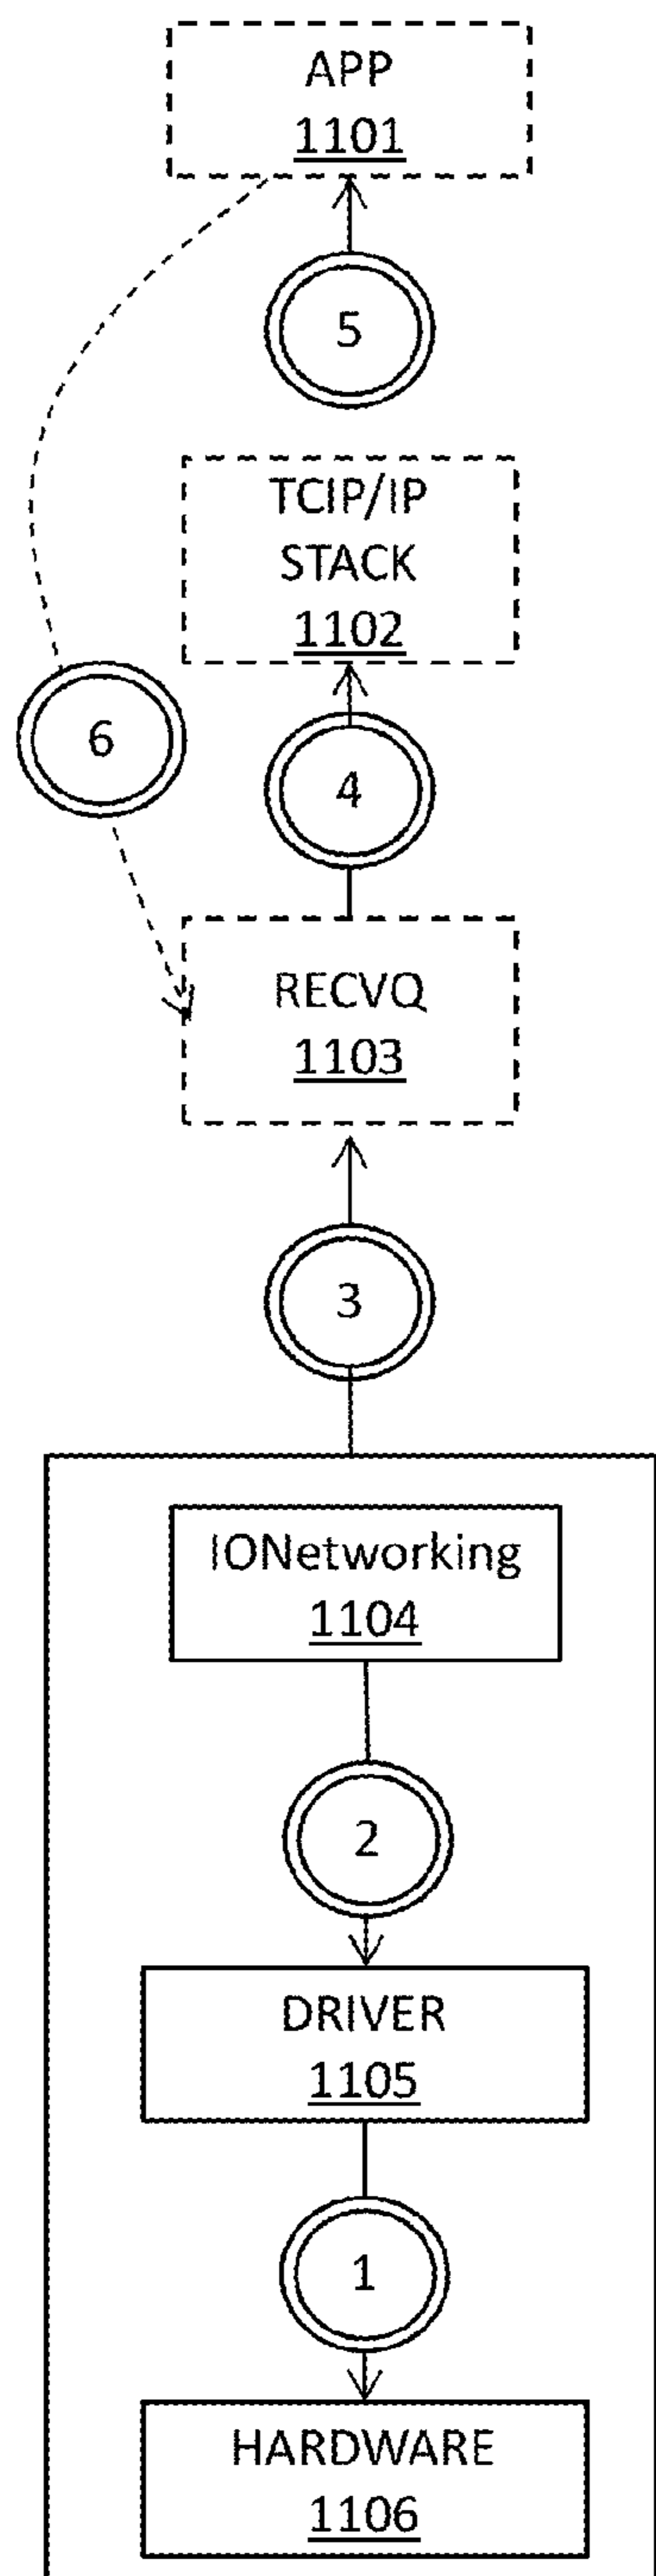 APP
1101
5
TCIP/IP
STACK
1102
6
4
RECVQ
1103
3
IONetworking
1104
2
DRIVER
1105
1
HARDWARE
1106